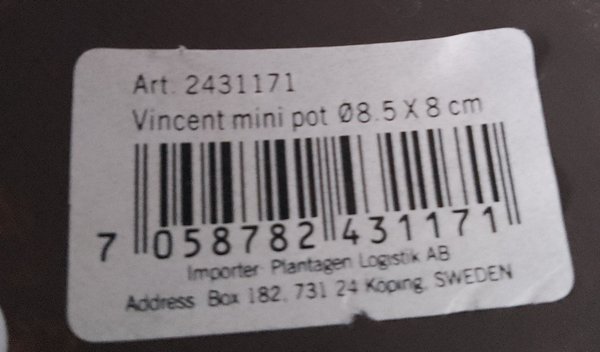 Art. 2431171
Vincent mini pot Ø8.5 X 8 cm
7 058782 431171
Importer: Plantagen Logistik AB
Address: Box 182, 731 24 Köping, SWEDEN